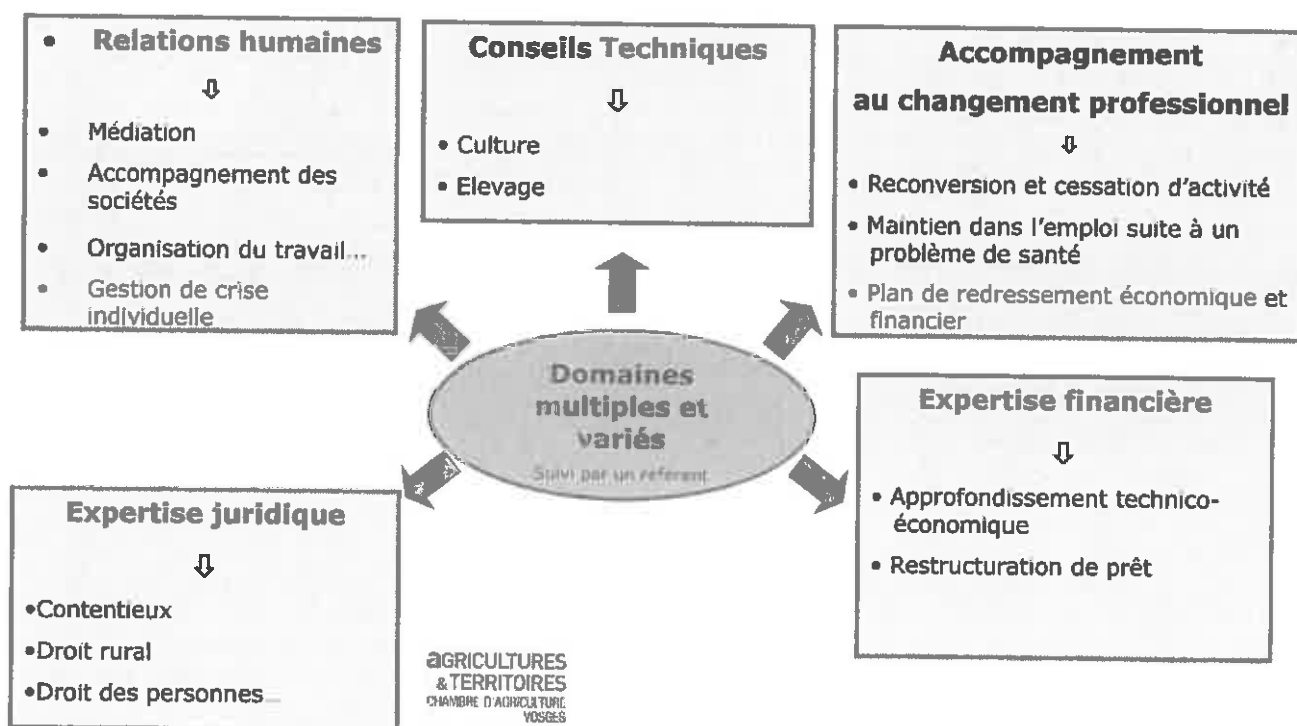 • Relations humaines
⇩
• Médiation
• Accompagnement des
sociétés
• Organisation du travail...
• Gestion de crise
individuelle
Conseils Techniques
⇩
• Culture
• Elevage
Accompagnement
au changement professionnel
⇩
• Reconversion et cessation d'activité
• Maintien dans l'emploi suite à un
problème de santé
• Plan de redressement économique et
financier
Domaines
multiples et
variés
Suivi par un référent
Expertise juridique
⇩
•Contentieux
•Droit rural
•Droit des personnes...
Expertise financière
⇩
• Approfondissement technico-
économique
• Restructuration de prêt
aGRICULTURES
& TERRITOIRES
CHAMBRE D'AGRICULTURE
VOSGES